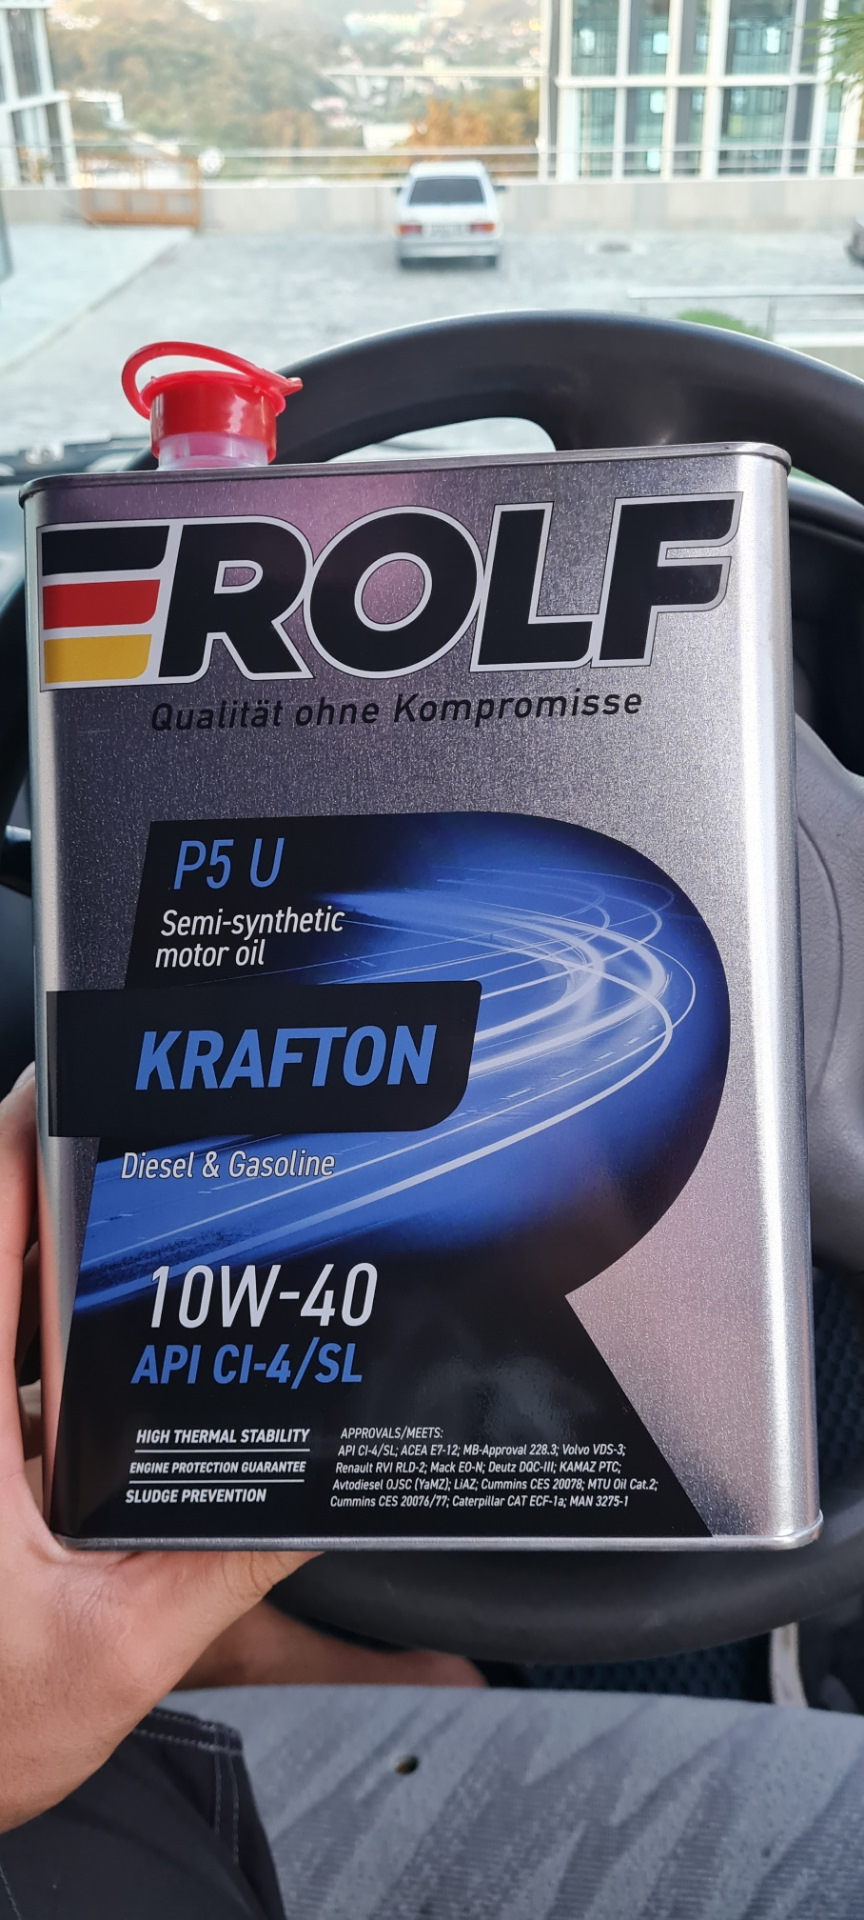 ROLF
Qualität ohne Kompromisse
P5 U
Semi-synthetic
motor oil
KRAFTON
Diesel & Gasoline
10W-40
API CI-4/SL
HIGH THERMAL STABILITY
ENGINE PROTECTION GUARANTEE
SLUDGE PREVENTION
APPROVALS/MEETS:
API CI-4/SL; ACEA E7-12; MB-Approval 228.3; Volvo VDS-3;
Renault RVI RLD-2; Mack EO-N; Deutz DQC-III; KAMAZ PTC;
Avtodiesel OJSC (YaMZ); LiAZ; Cummins CES 20078; MTU Oil Cat.2;
Cummins CES 20076/77; Caterpillar CAT ECF-1a; MAN 3275-1